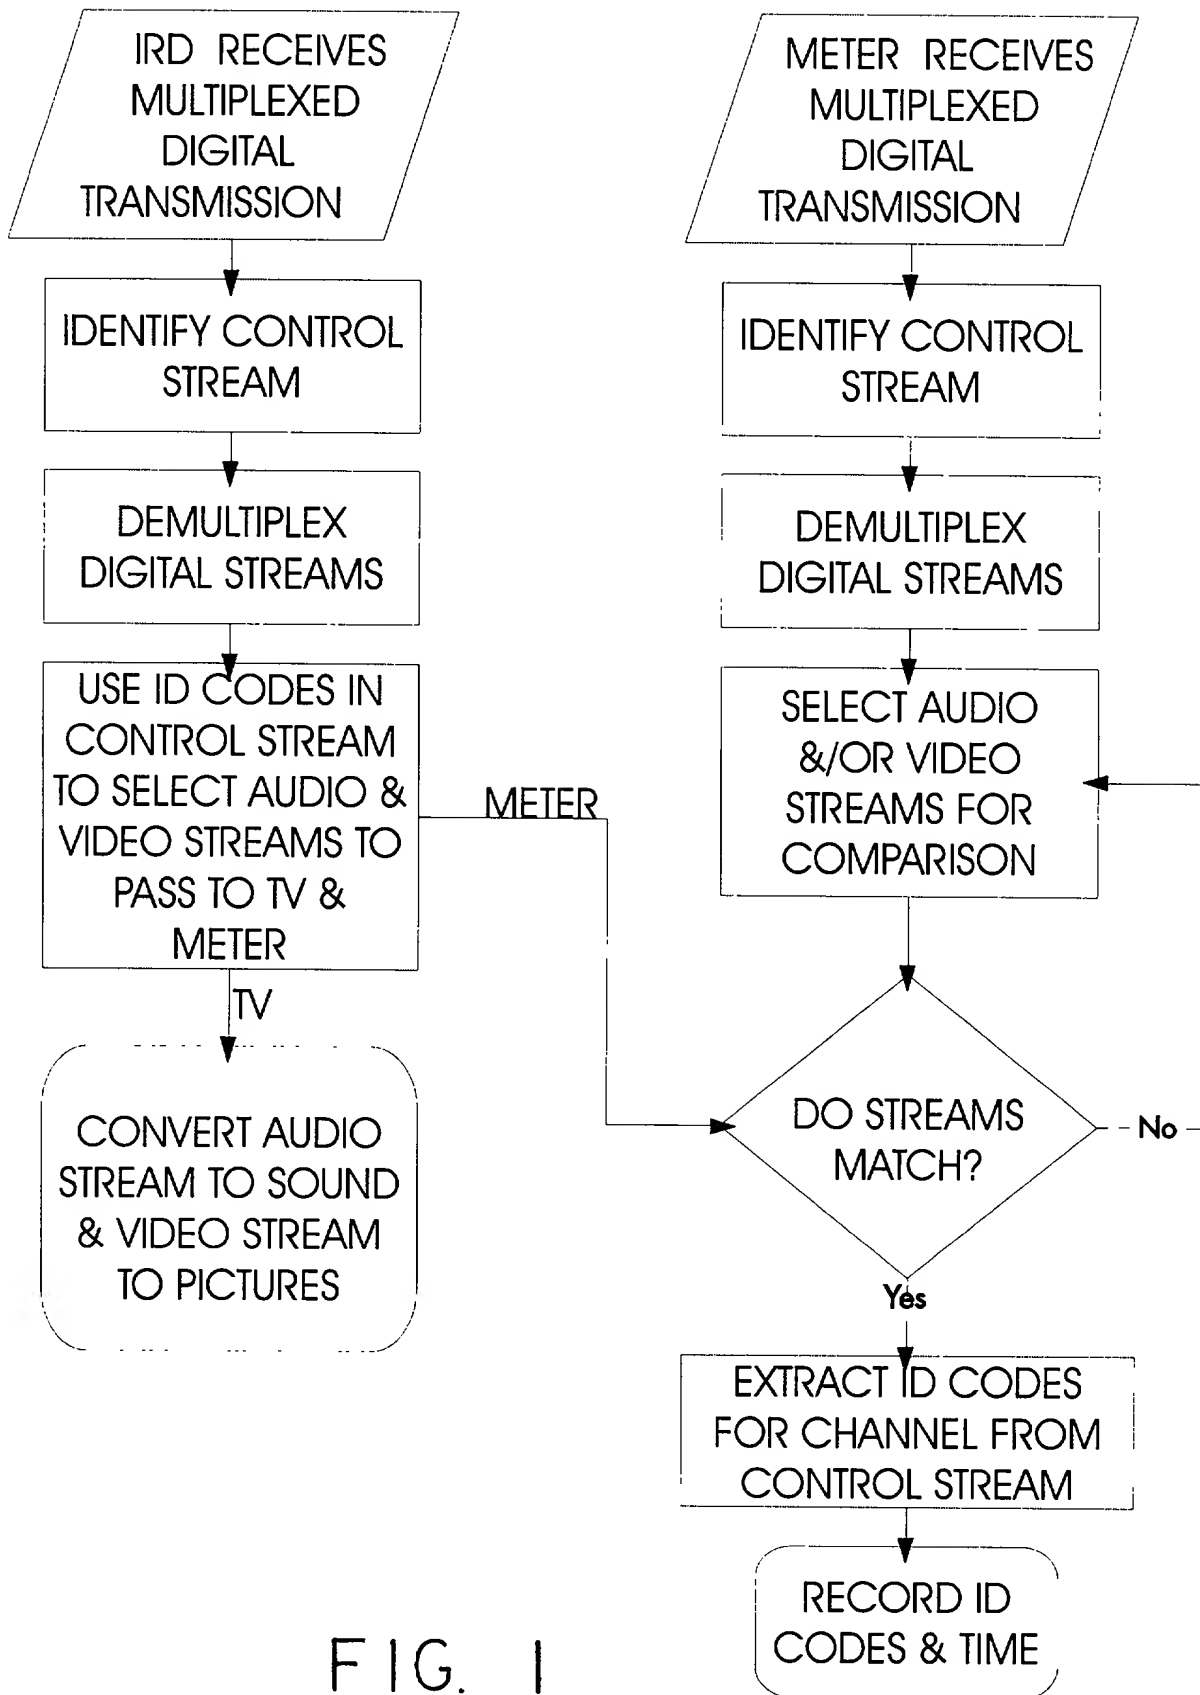 IRD RECEIVES
MULTIPLEXED
DIGITAL
TRANSMISSION
IDENTIFY CONTROL
STREAM
DEMULTIPLEX
DIGITAL STREAMS
USE ID CODES IN
CONTROL STREAM
TO SELECT AUDIO &
VIDEO STREAMS TO
PASS TO TV &
METER
METER
TV
CONVERT AUDIO
STREAM TO SOUND
& VIDEO STREAM
TO PICTURES
METER RECEIVES
MULTIPLEXED
DIGITAL
TRANSMISSION
IDENTIFY CONTROL
STREAM
DEMULTIPLEX
DIGITAL STREAMS
SELECT AUDIO
&/OR VIDEO
STREAMS FOR
COMPARISON
DO STREAMS
MATCH?
No
Yes
EXTRACT ID CODES
FOR CHANNEL FROM
CONTROL STREAM
RECORD ID
CODES & TIME
FIG. 1